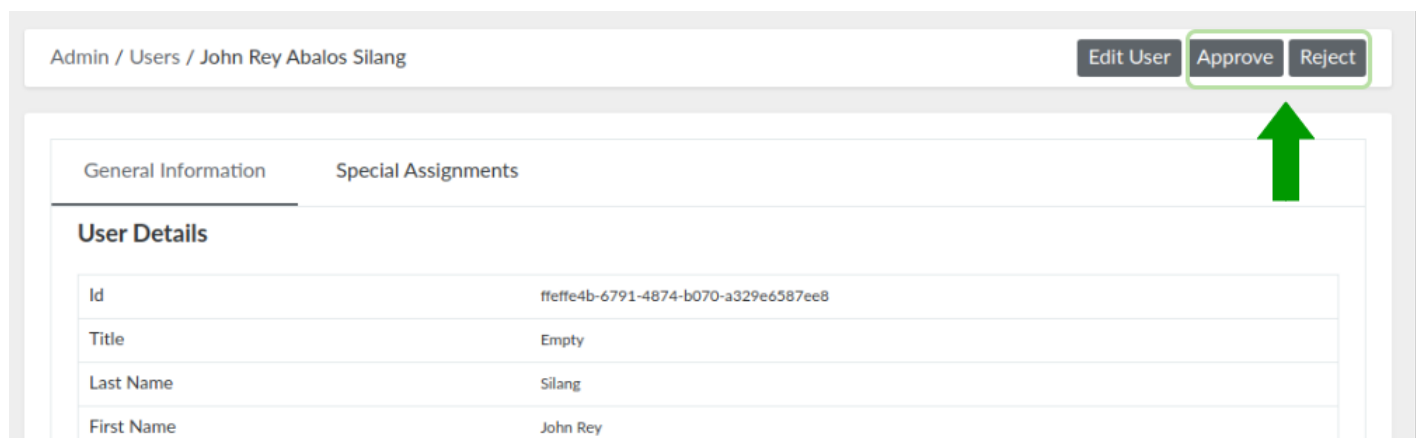 Admin / Users / John Rey Abalos Silang Edit User Approve Reject
General Information Special Assignments
User Details
Id ffeffe4b-6791-4874-b070-a329e6587ee8
Title Empty
Last Name Silang
First Name John Rey